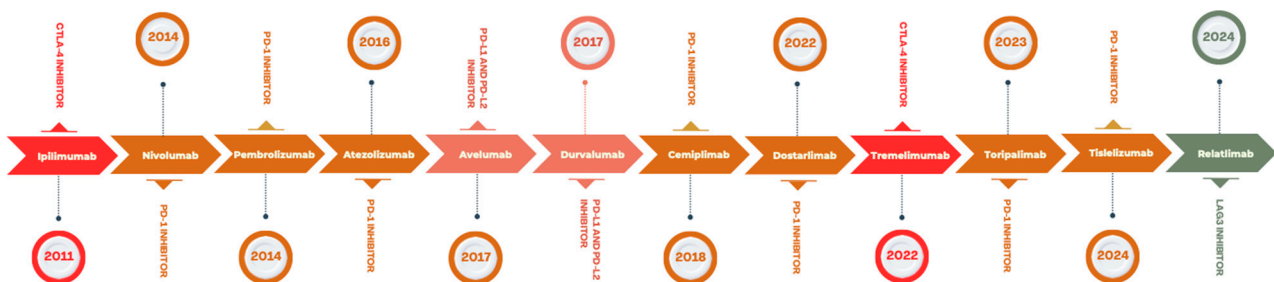 CTLA-4 INHIBITOR
2014
PD-1 INHIBITOR
2016
PD-L1 AND PD-L2
INHIBITOR
2017
PD-1 INHIBITOR
2022
CTLA-4 INHIBITOR
2023
PD-1 INHIBITOR
2024
Ipilimumab
Nivolumab
Pembrolizumab
Atezolizumab
Avelumab
Durvalumab
Cemiplimab
Dostarlimab
Tremelimumab
Toripalimab
Tislelizumab
Relatlimab
2011
PD-1 INHIBITOR
2014
PD-1 INHIBITOR
2017
PD-L1 AND PD-L2
INHIBITOR
2018
PD-1 INHIBITOR
2022
PD-1 INHIBITOR
2024
LAG3 INHIBITOR